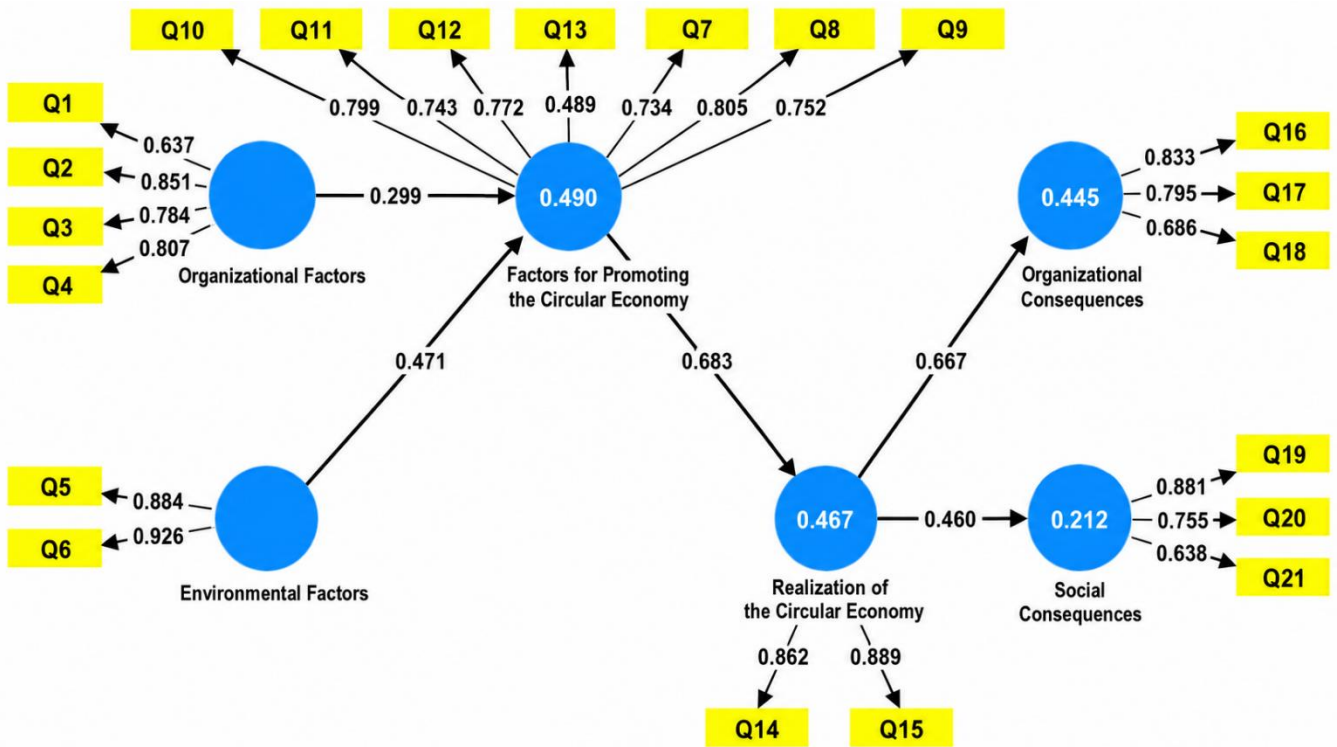 Q10 Q11 Q12 Q13 Q7 Q8 Q9
0.799 0.743 0.772 0.489 0.734 0.805 0.752
Q1
Q2
Q3
Q4
0.637
0.851
0.784
0.807
Organizational Factors
0.299
0.490
Factors for Promoting
the Circular Economy
0.445
Organizational
Consequences
0.833
0.795
0.686
Q16
Q17
Q18
0.471
0.683
0.667
Q5
Q6
0.884
0.926
Environmental Factors
0.467
Realization of
the Circular Economy
0.460
0.212
Social
Consequences
0.881
0.755
0.638
Q19
Q20
Q21
0.862 0.889
Q14 Q15